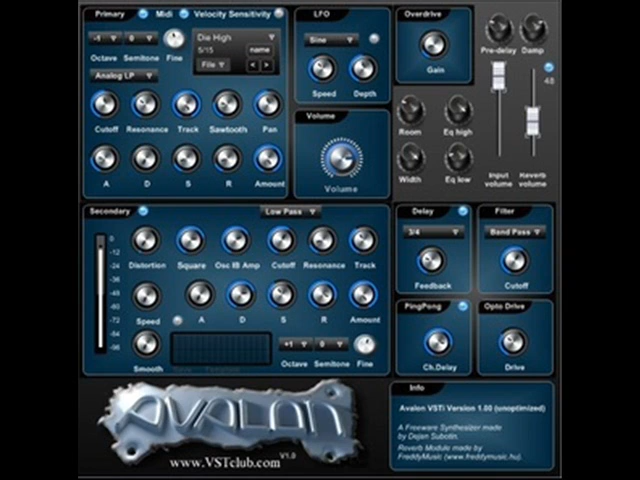 Primary Midi Velocity Sensitivity
-1 0
Octave Semitone Fine
Die High
5/15 name
File < >
Analog LP
Cutoff Resonance Track Sawtooth Pan
A D S R Amount
LFO
Sine
Speed Depth
Volume
Volume
Overdrive
Gain
Pre-delay Damp
48
Room Eq high
Width Eq low
Input volume Reverb volume
Secondary Low Pass
0
-12
-24
-36
-48
-60
-72
-84
-96
Distortion Square Osc IB Amp Cutoff Resonance Track
Speed A D S R Amount
+1 0
Smooth Octave Semitone Fine
Delay
3/4
Feedback
Filter
Band Pass
Cutoff
PingPong
Ch.Delay
Opto Drive
Drive
AVALON
V1.0
www.VSTclub.com
Info
Avalon VSTi Version 1.00 (unoptimized)
A Freeware Synthesizer made
by Dejan Subotin.
Reverb Module made by
FreddyMusic (www.freddymusic.hu).